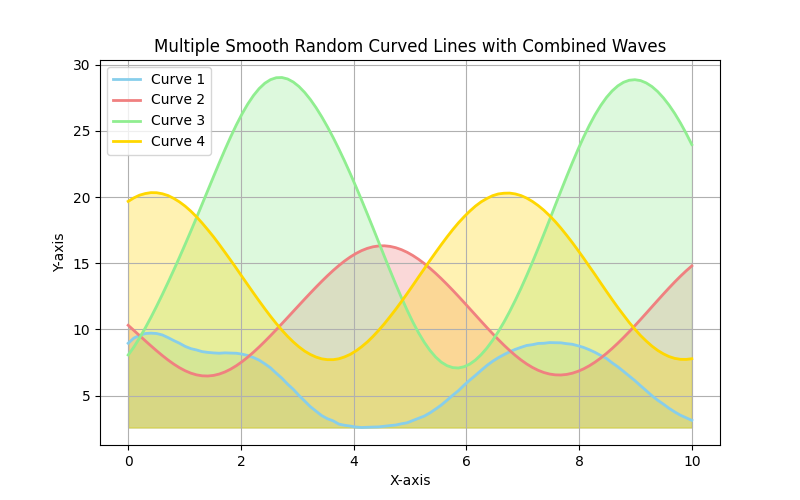 Multiple Smooth Random Curved Lines with Combined Waves
Curve 1
Curve 2
Curve 3
Curve 4
Y-axis
30
25
20
15
10
5
0 2 4 6 8 10
X-axis